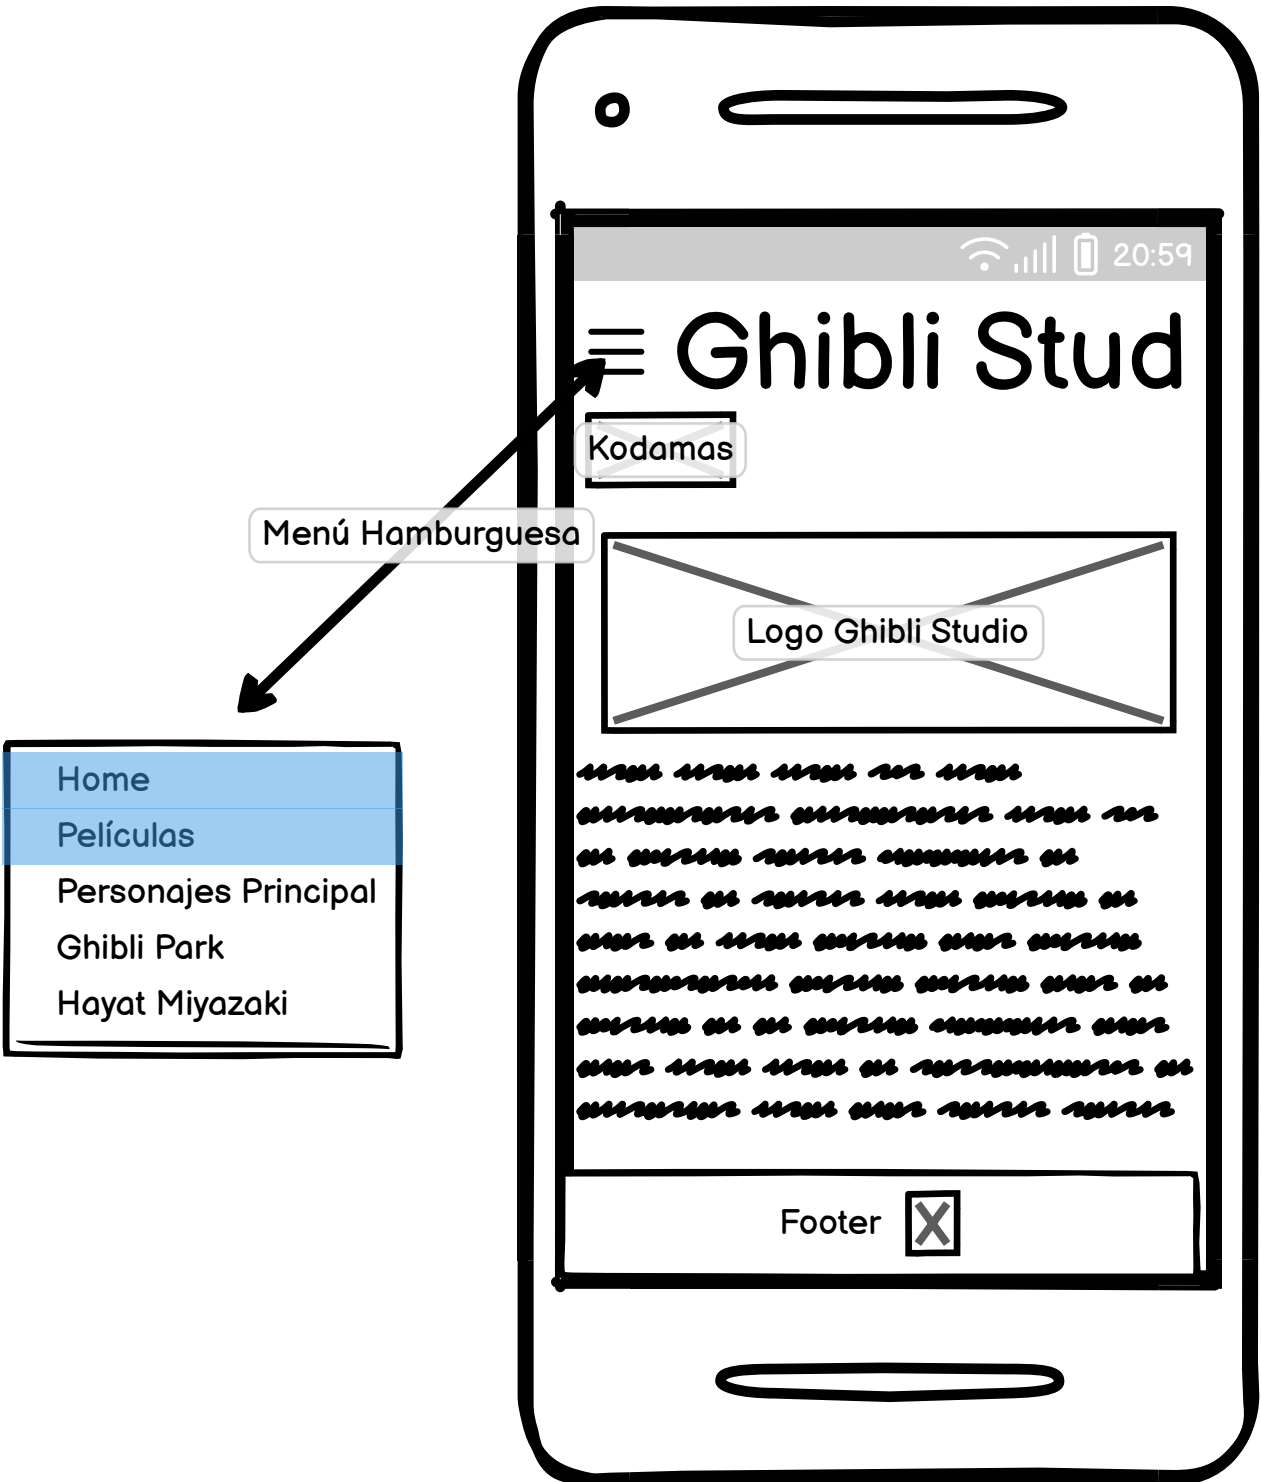 20:59
Ghibli Stud
Kodamas
Menú Hamburguesa
Logo Ghibli Studio
Home
Películas
Personajes Principal
Ghibli Park
Hayat Miyazaki
Footer